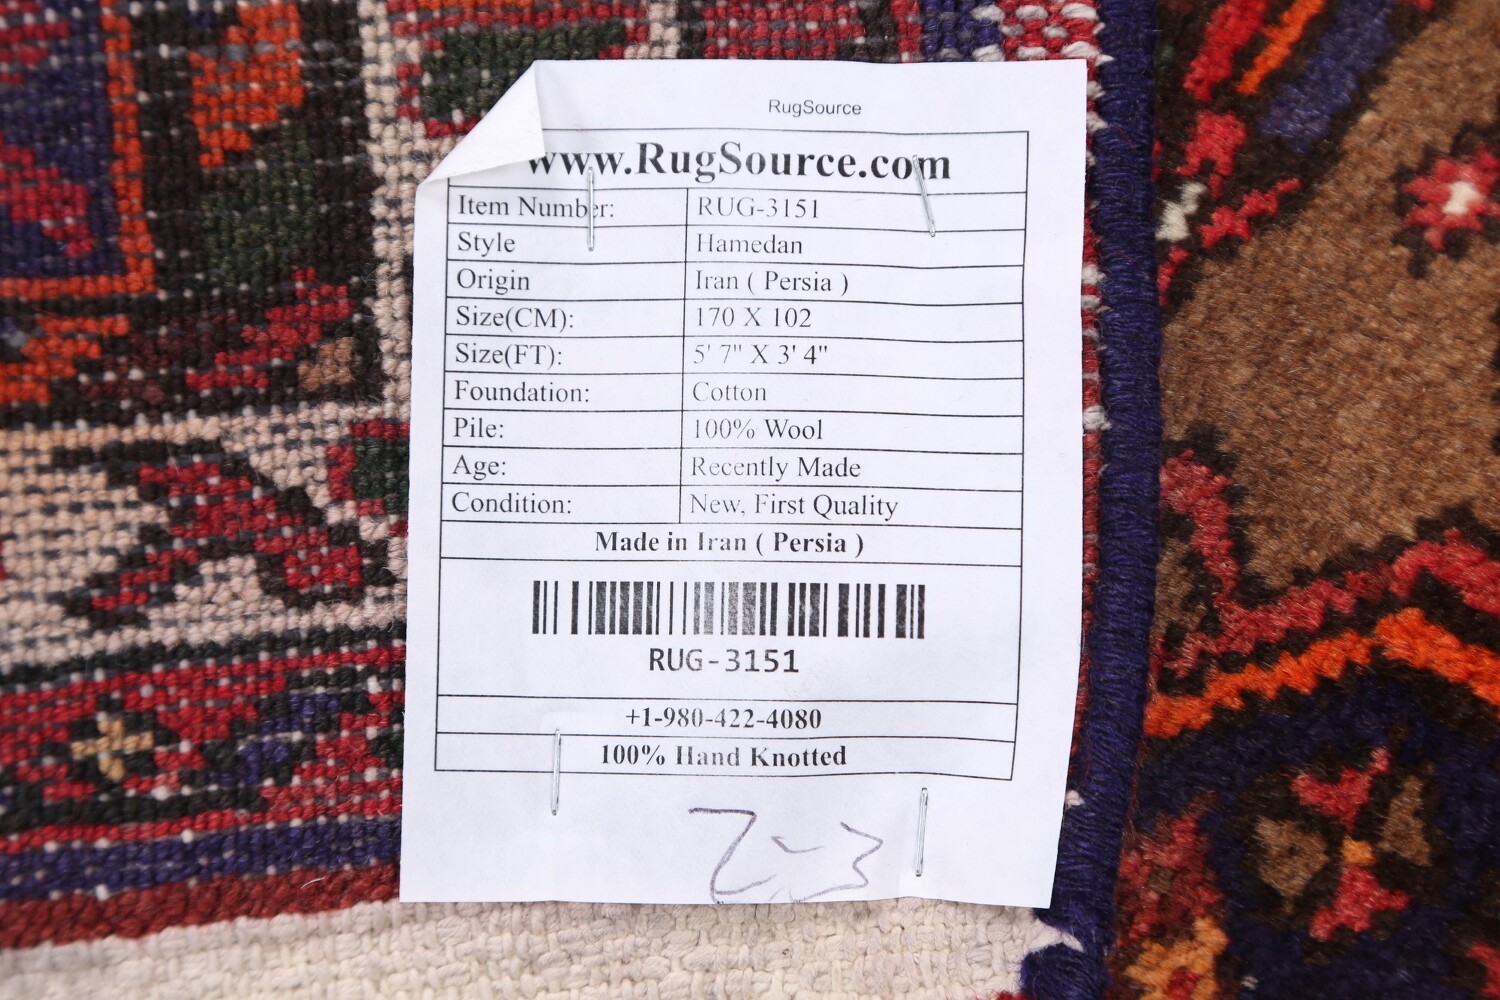 RugSource
www.RugSource.com
Item Number: RUG-3151
Style Hamedan
Origin Iran ( Persia )
Size(CM): 170 X 102
Size(FT): 5' 7" X 3' 4"
Foundation: Cotton
Pile: 100% Wool
Age: Recently Made
Condition: New, First Quality
Made in Iran ( Persia )
RUG-3151
+1-980-422-4080
100% Hand Knotted
Z-3